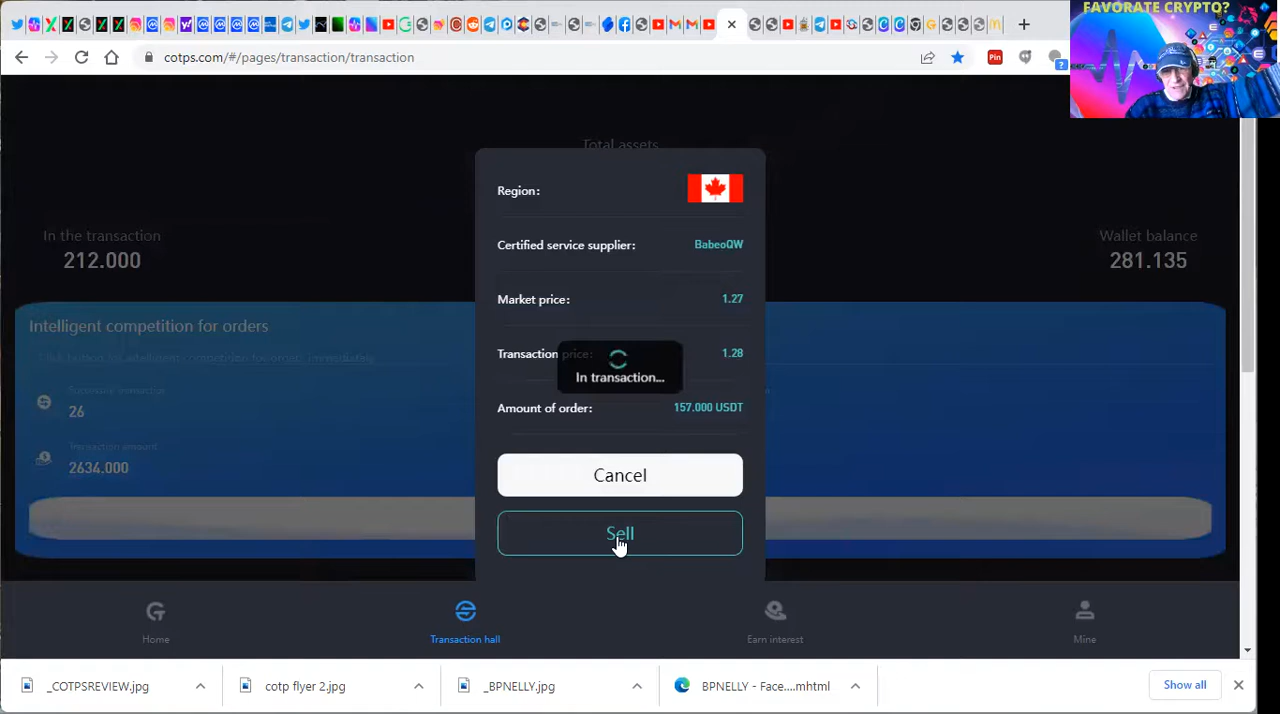 FAVORATE CRYPTO?
cotps.com/#/pages/transaction/transaction
Pin
Total assets
Region:
In the transaction
212.000
Certified service supplier: BabeoQW
Wallet balance
281.135
Market price: 1.27
Intelligent competition for orders
Transaction price: 1.28
In transaction...
26
Amount of order: 157.000 USDT
Transaction amount
2634.000
Cancel
Sell
Home
Transaction hall
Earn interest
Mine
_COTPSREVIEW.jpg
cotp flyer 2.jpg
_BPNELLY.jpg
BPNELLY - Face....mhtml
Show all